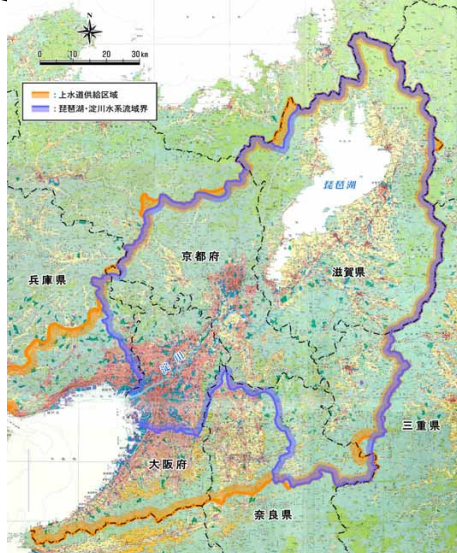 N
0 10 20 30km
：上水道供給区域
：琵琶湖・淀川水系流域界
琵琶湖
京都府
滋賀県
兵庫県
淀川
三重県
大阪府
奈良県